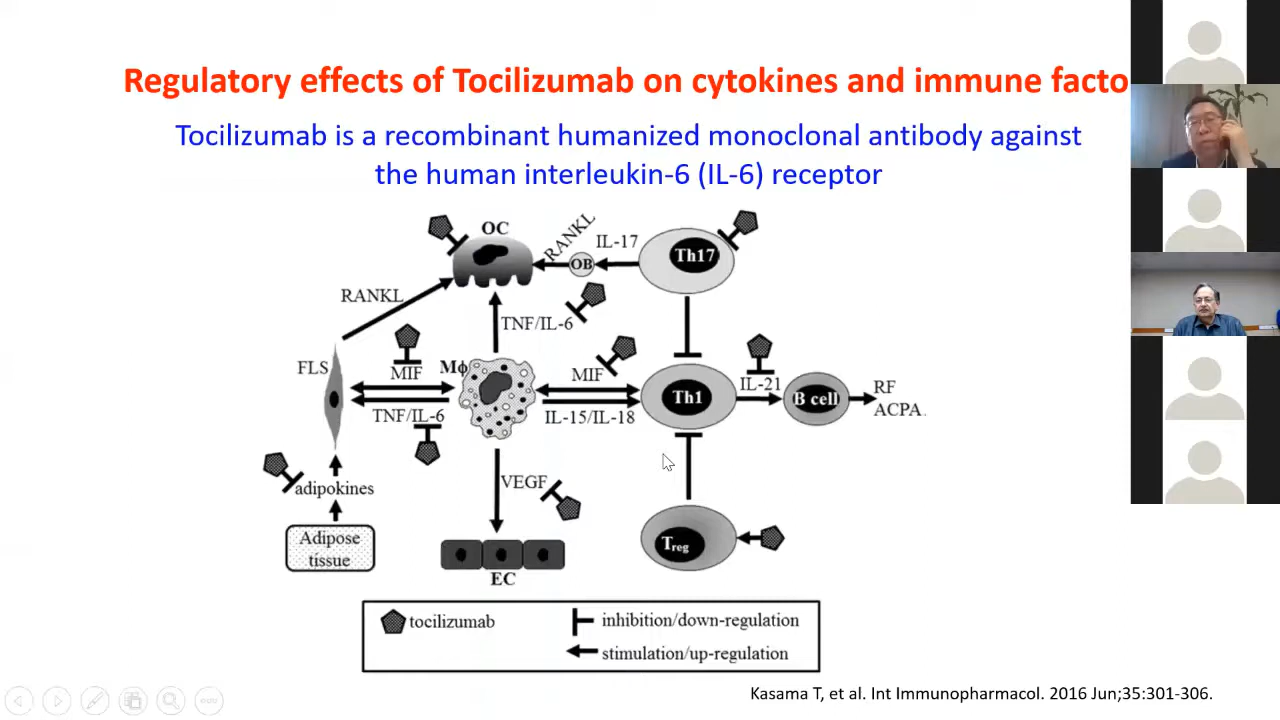 Regulatory effects of Tocilizumab on cytokines and immune facto
Tocilizumab is a recombinant humanized monoclonal antibody against
the human interleukin-6 (IL-6) receptor
OC
RANKL
IL-17
Th17
OB
RANKL
TNF/IL-6
FLS
MIF
Mϕ
MIF
Th1
IL-21
B cell
RF
ACPA.
TNF/IL-6
IL-15/IL-18
adipokines
VEGF
Adipose
tissue
EC
Treg
tocilizumab
inhibition/down-regulation
stimulation/up-regulation
Kasama T, et al. Int Immunopharmacol. 2016 Jun;35:301-306.